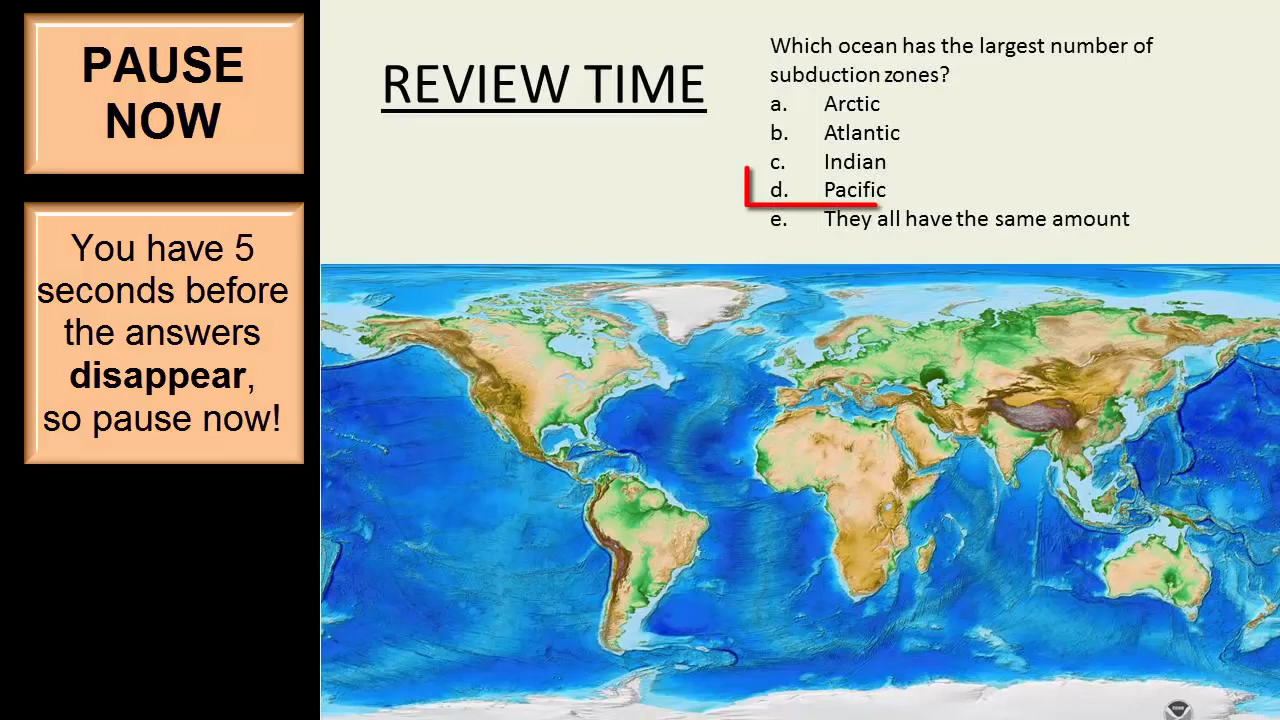 PAUSE
NOW
You have 5
seconds before
the answers
disappear,
so pause now!
REVIEW TIME
Which ocean has the largest number of
subduction zones?
a. Arctic
b. Atlantic
c. Indian
d. Pacific
e. They all have the same amount